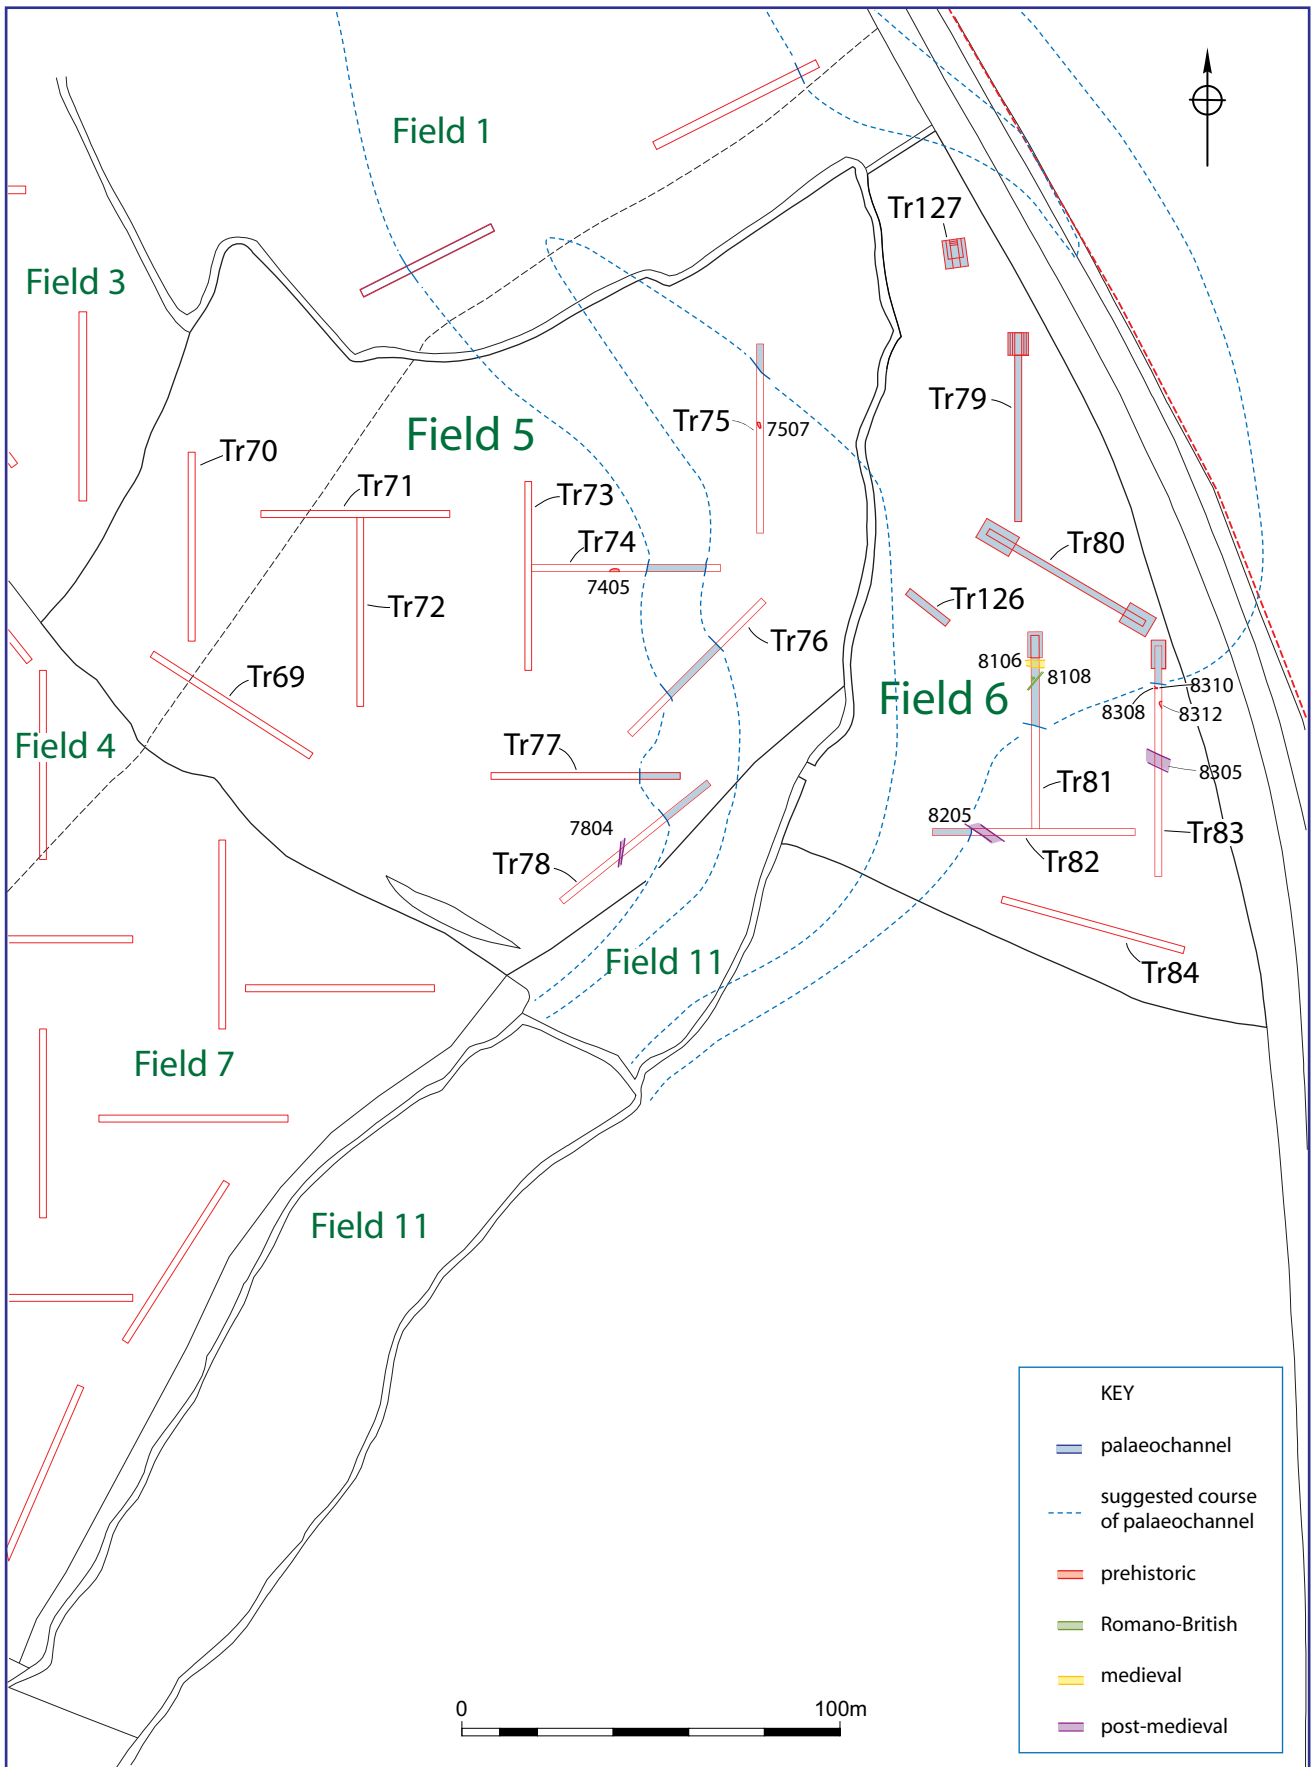 Field 1
Tr127
Field 3
Tr79
Tr75
7507
Field 5
Tr70
Tr71
Tr73
Tr74
7405
Tr80
Tr72
Tr126
Tr76
8106
8108
Tr69
Field 6
8310
8308
8312
Field 4
Tr77
8305
Tr81
7804
8205
Tr83
Tr78
Tr82
Field 11
Tr84
Field 7
Field 11
KEY
palaeochannel
suggested course
of palaeochannel
prehistoric
Romano-British
medieval
post-medieval
0
100m